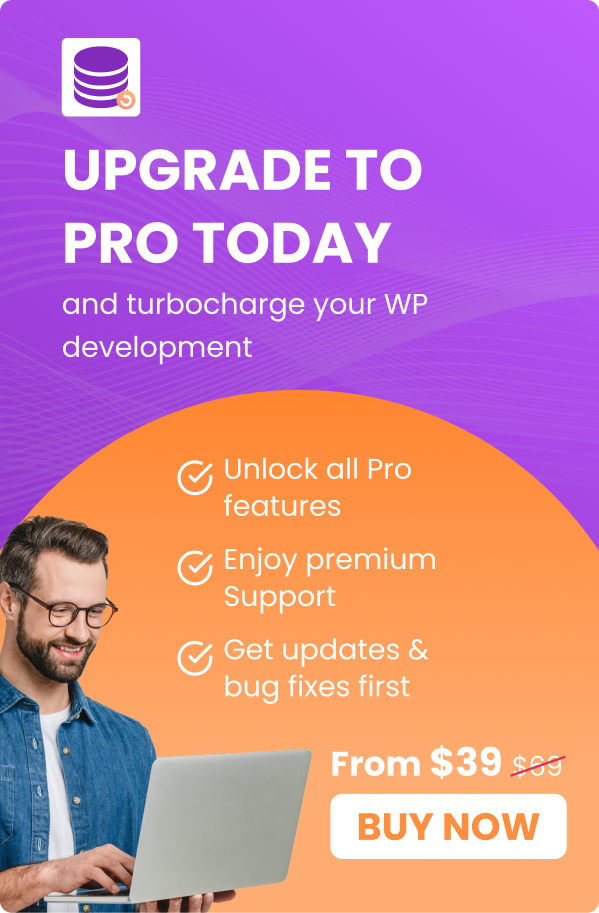 UPGRADE TO
PRO TODAY
and turbocharge your WP
development
Unlock all Pro
features
Enjoy premium
Support
Get updates &
bug fixes first
From $39 $69
BUY NOW